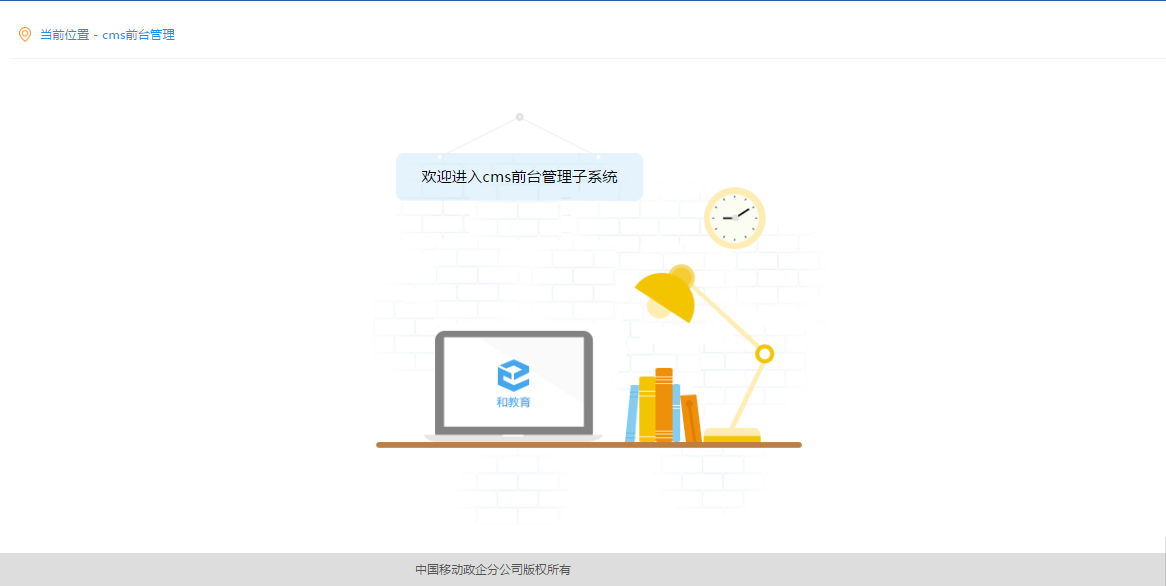 当前位置 - cms前台管理
欢迎进入cms前台管理子系统
和教育
中国移动政企分公司版权所有